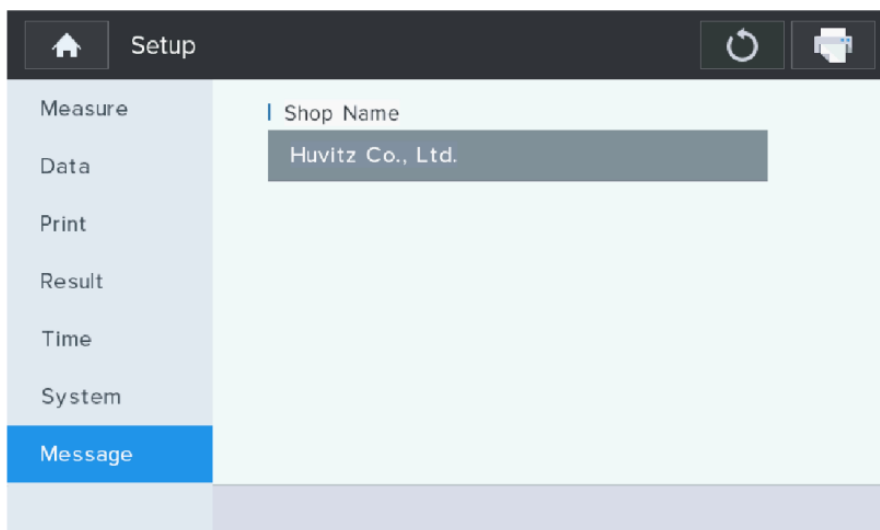 Setup
Measure
Data
Print
Result
Time
System
Message
Shop Name
Huvitz Co., Ltd.